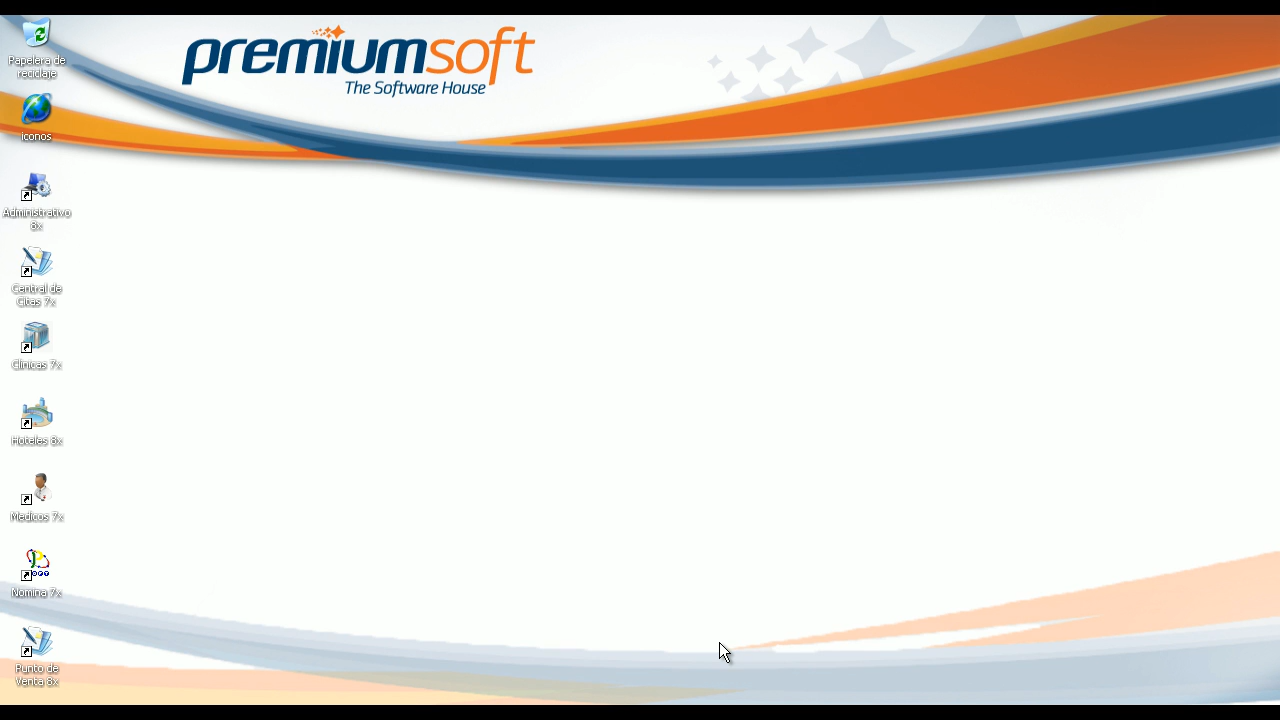 premiumsoft
The Software House
Papelera de
reciclaje
iconos
Administrativo
8x
Central de
Citas 7x
Clinicas 7x
Hoteles 8x
Medicos 7x
Nomina 7x
Punto de
Venta 8x